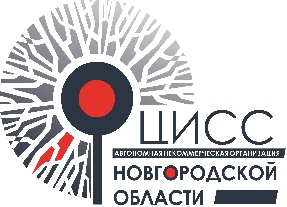 ЦИСС
АВТОНОМНАЯ НЕКОММЕРЧЕСКАЯ ОРГАНИЗАЦИЯ
НОВГОРОДСКОЙ
ОБЛАСТИ